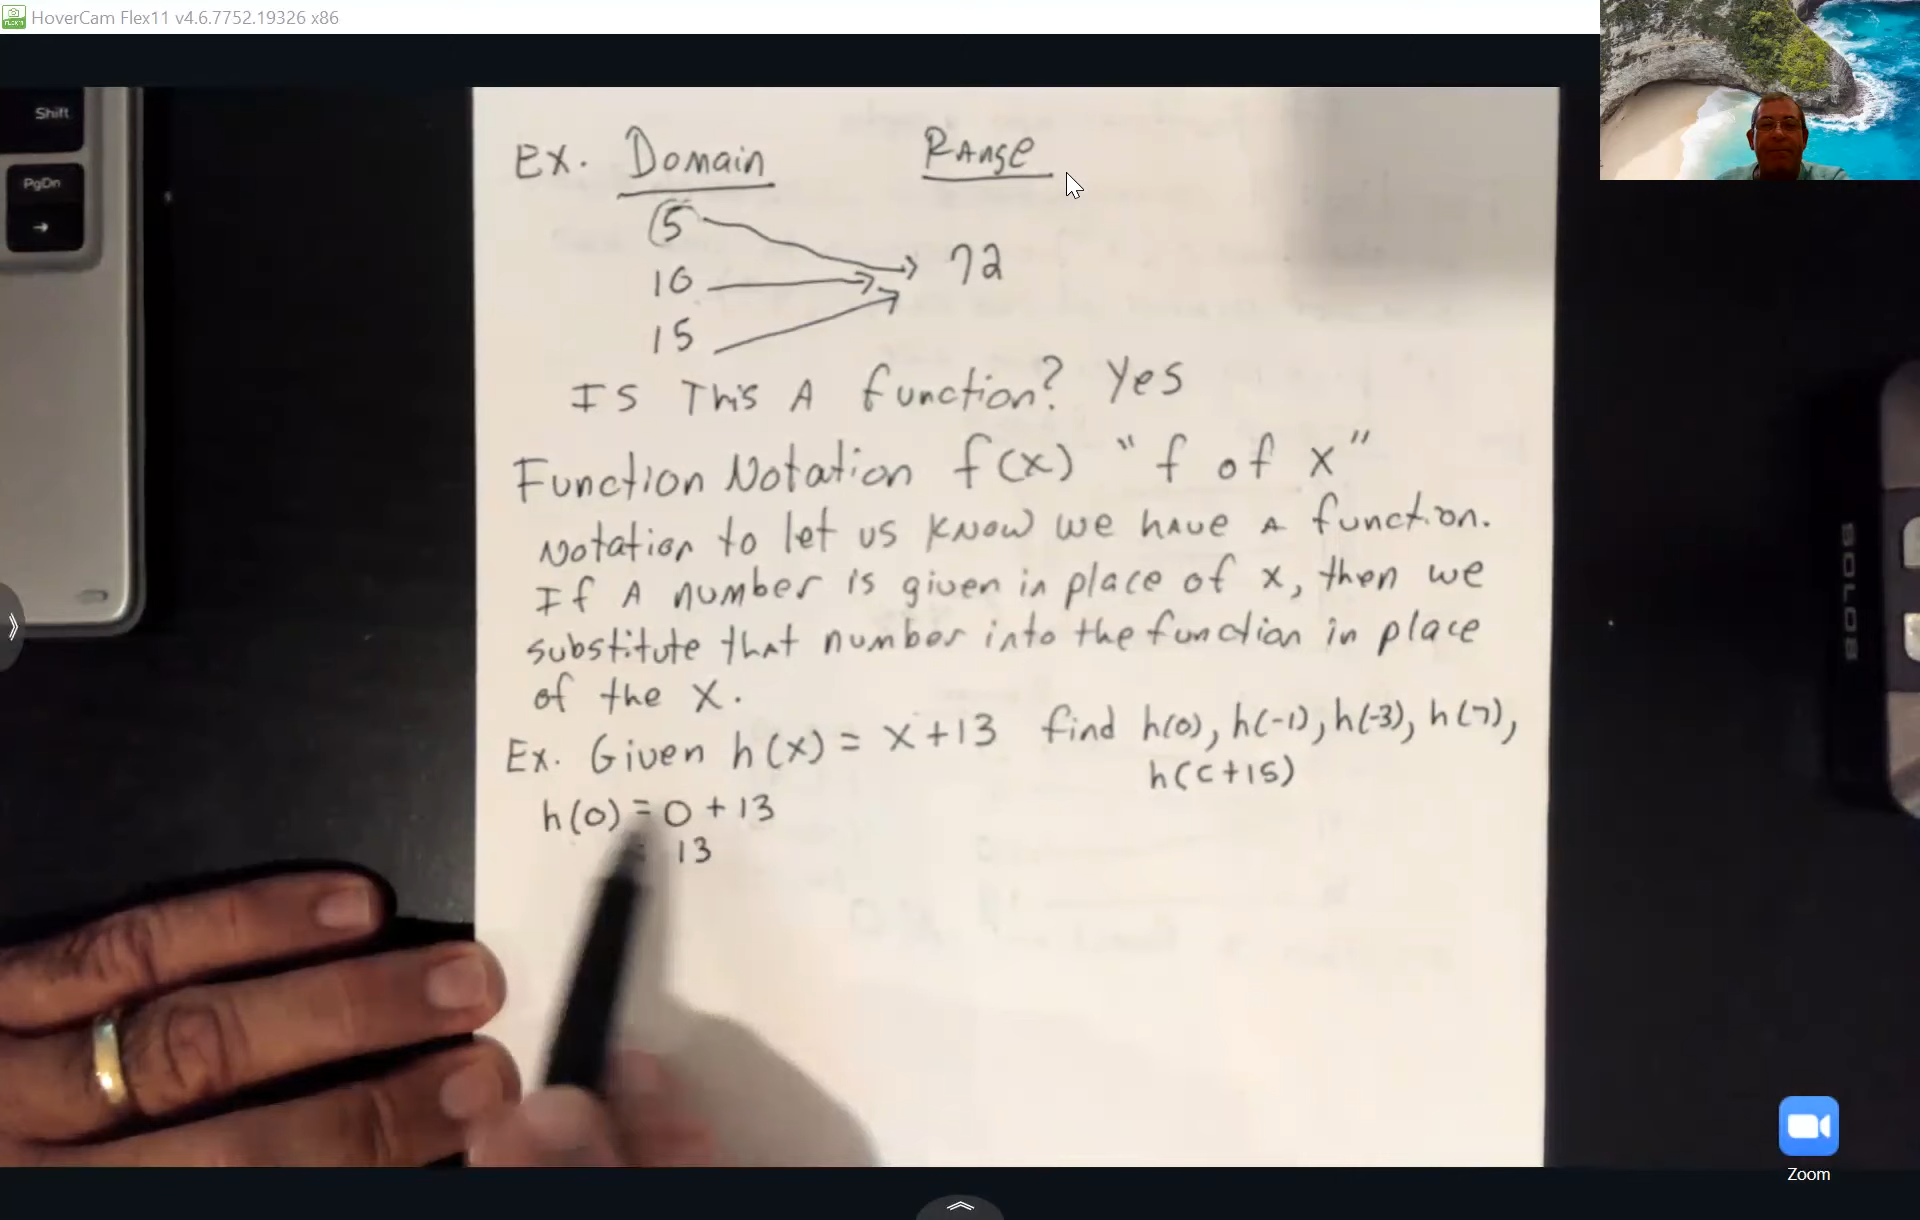 HoverCam Flex11 v4.6.7752.19326 x86
Shift
PgDn
Ex. Domain Range
5
10 72
15
Is This A function? Yes
Function Notation f(x) "f of x"
Notation to let us know we have a function.
If A number is given in place of x, then we
substitute that number into the function in place
of the x.
Ex. Given h(x) = x+13 find h(0), h(-1), h(-3), h(7),
h(c+15)
h(0) = 0 + 13
= 13
Zoom